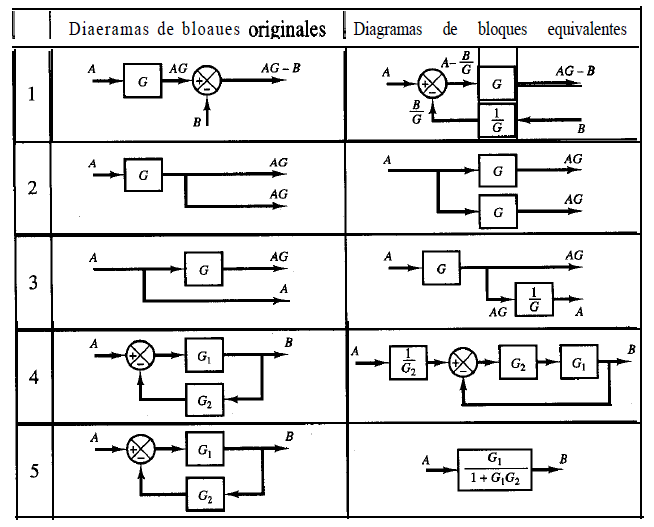 Diaeramas de bloaues originales
Diagramas de bloques equivalentes
1
A
G
AG
+
−
AG − B
B
A
+
−
A− B/G
G
AG − B
B/G
1/G
B
2
A
G
AG
AG
A
G
AG
G
AG
3
A
G
AG
A
A
G
AG
AG
1/G
A
4
A
+
−
G₁
B
G₂
A
1/G₂
+
−
G₂
G₁
B
5
A
+
−
G₁
B
G₂
A
G₁
1 + G₁G₂
B